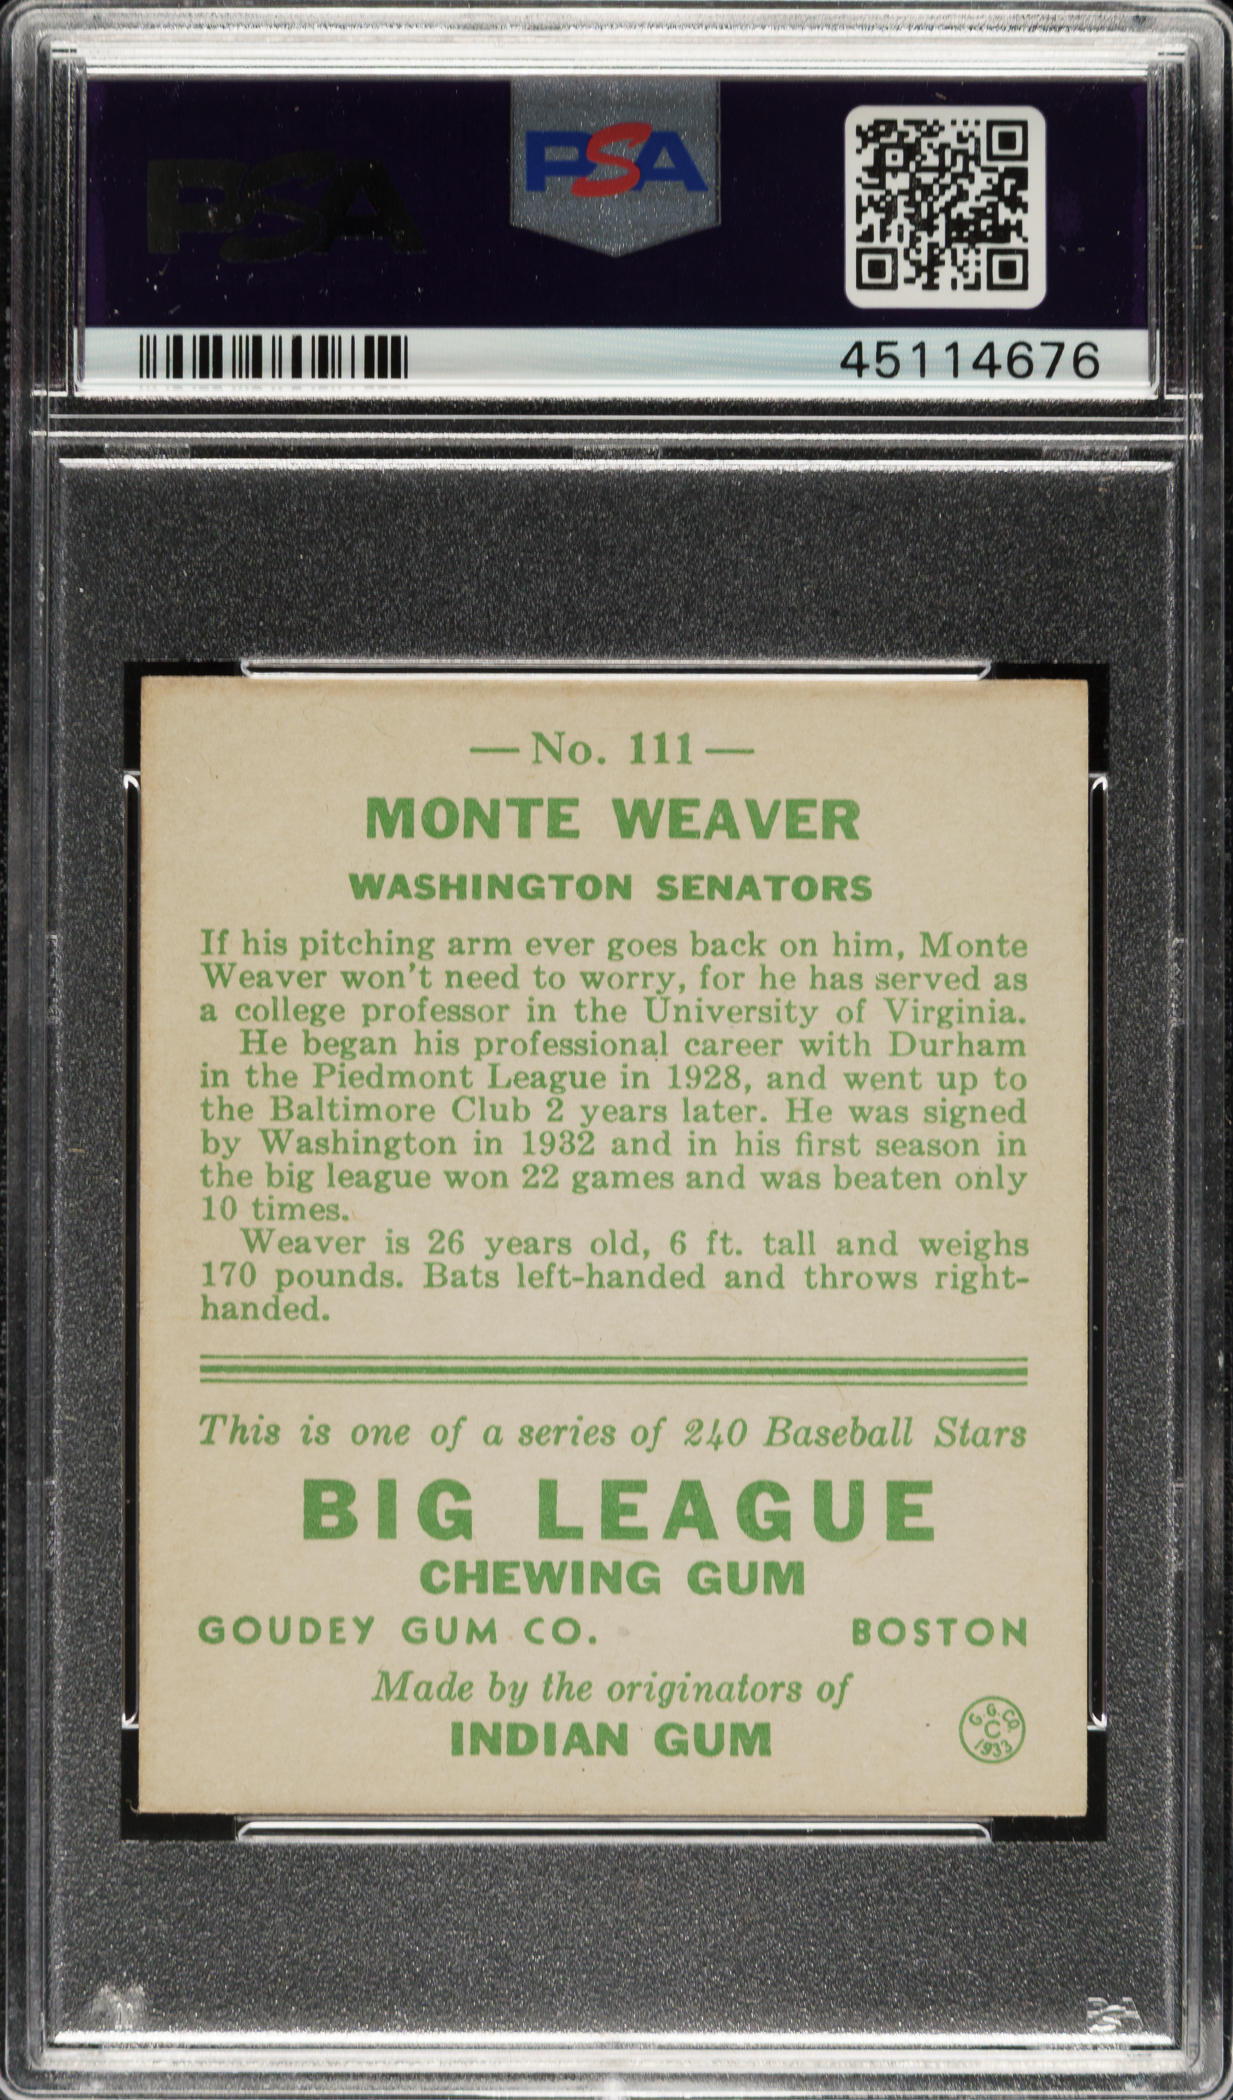 PSA
PSA
45114676
— No. 111 —
MONTE WEAVER
WASHINGTON SENATORS
If his pitching arm ever goes back on him, Monte
Weaver won't need to worry, for he has served as
a college professor in the University of Virginia.
He began his professional career with Durham
in the Piedmont League in 1928, and went up to
the Baltimore Club 2 years later. He was signed
by Washington in 1932 and in his first season in
the big league won 22 games and was beaten only
10 times.
Weaver is 26 years old, 6 ft. tall and weighs
170 pounds. Bats left-handed and throws right-
handed.
This is one of a series of 240 Baseball Stars
BIG LEAGUE
CHEWING GUM
GOUDEY GUM CO. BOSTON
Made by the originators of
INDIAN GUM
G. G. CO.
C
1933
PSA